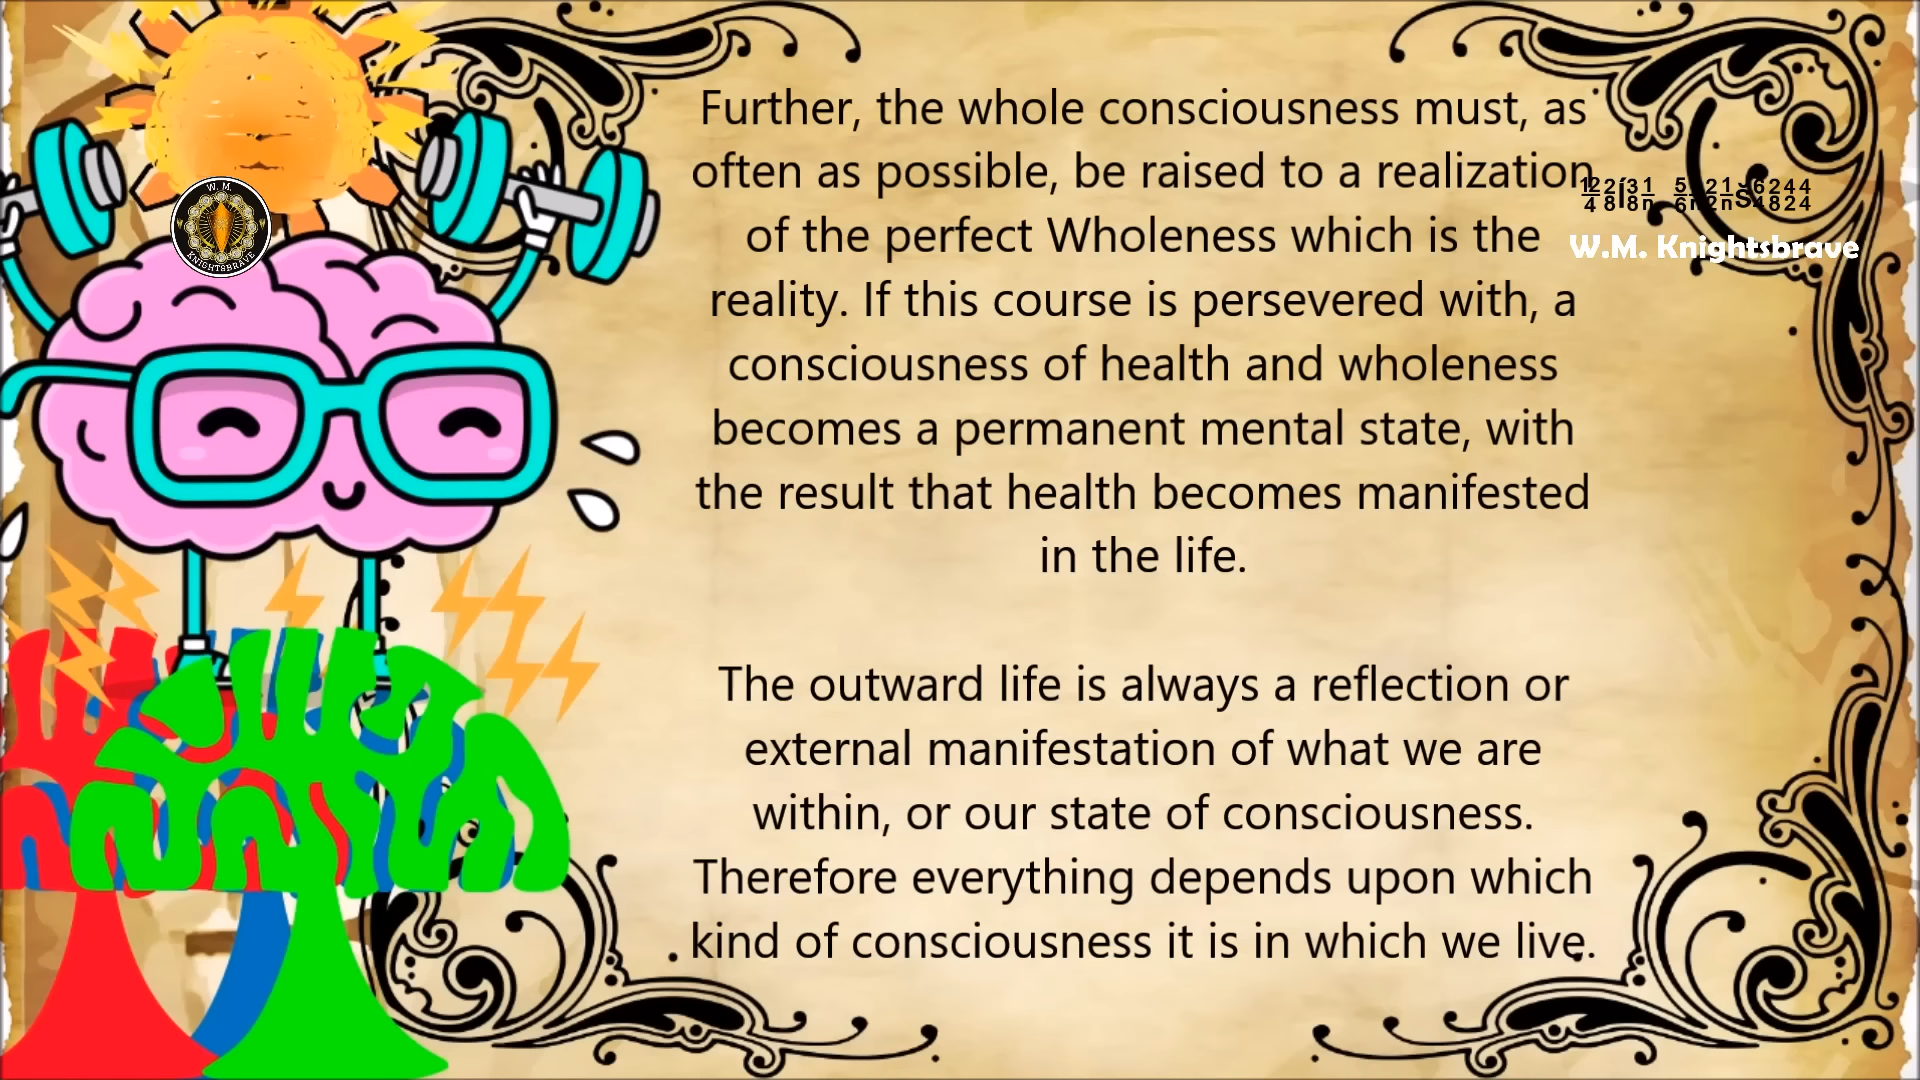 Further, the whole consciousness must, as
often as possible, be raised to a realization
of the perfect Wholeness which is the
reality. If this course is persevered with, a
consciousness of health and wholeness
becomes a permanent mental state, with
the result that health becomes manifested
in the life.
The outward life is always a reflection or
external manifestation of what we are
within, or our state of consciousness.
Therefore everything depends upon which
kind of consciousness it is in which we live.
W.M. Knightsbrave
W. M.
KNIGHTSBRAVE